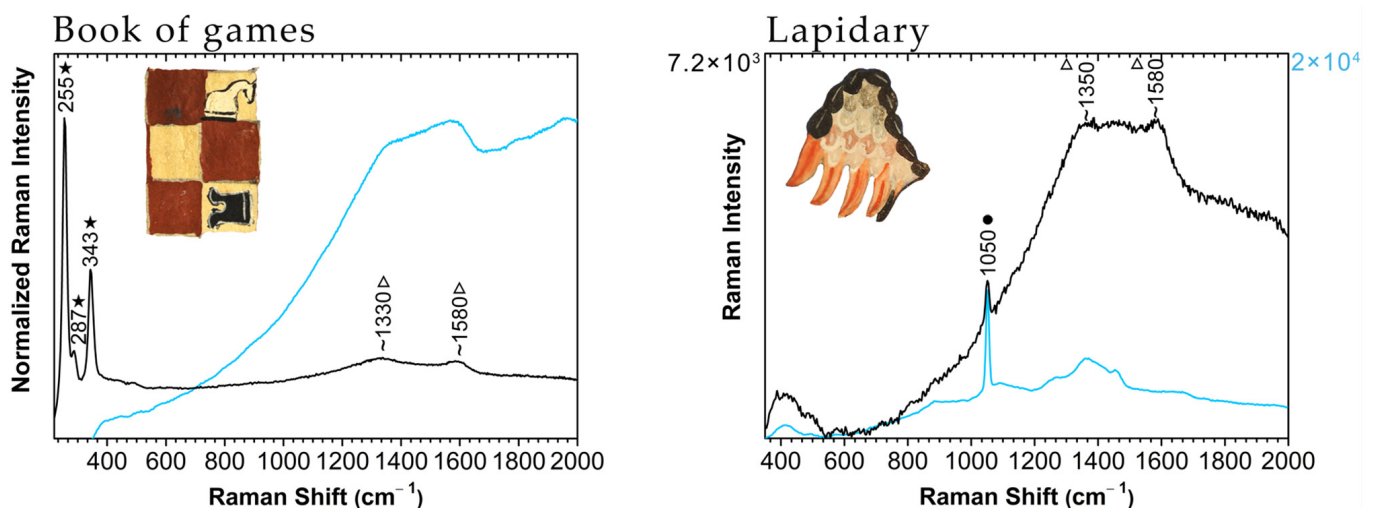 Book of games
Normalized Raman Intensity
255★
287★
343★
~1330△
~1580△
400 600 800 1000 1200 1400 1600 1800 2000
Raman Shift (cm⁻¹)
Lapidary
7.2×10³
2×10⁴
Raman Intensity
1050 ●
~1350 △
~1580 △
400 600 800 1000 1200 1400 1600 1800 2000
Raman Shift (cm⁻¹)